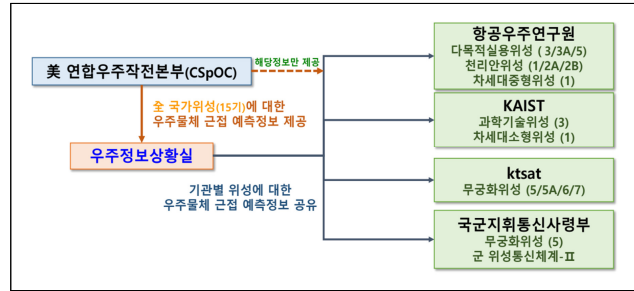 美 연합우주작전본부(CSpOC)
해당정보만 제공
全 국가위성(15기)에 대한
우주물체 근접 예측정보 제공
우주정보상황실
기관별 위성에 대한
우주물체 근접 예측정보 공유
항공우주연구원
다목적실용위성 ( 3/3A/5)
천리안위성 (1/2A/2B)
차세대중형위성 (1)
KAIST
과학기술위성 (3)
차세대소형위성 (1)
ktsat
무궁화위성 (5/5A/6/7)
국군지휘통신사령부
무궁화위성 (5)
군 위성통신체계-Ⅱ